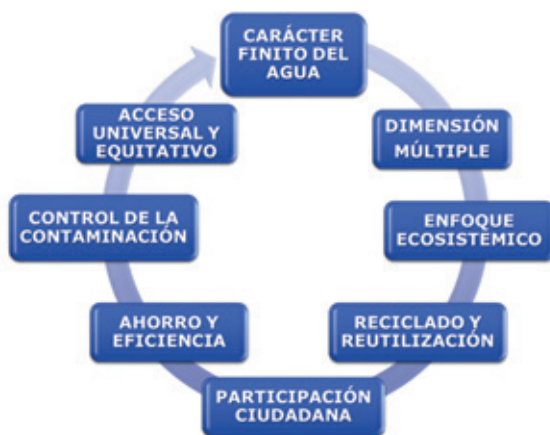 CARÁCTER
FINITO DEL
AGUA
DIMENSIÓN
MÚLTIPLE
ENFOQUE
ECOSISTÉMICO
RECICLADO Y
REUTILIZACIÓN
PARTICIPACIÓN
CIUDADANA
AHORRO Y
EFICIENCIA
CONTROL DE LA
CONTAMINACIÓN
ACCESO
UNIVERSAL Y
EQUITATIVO